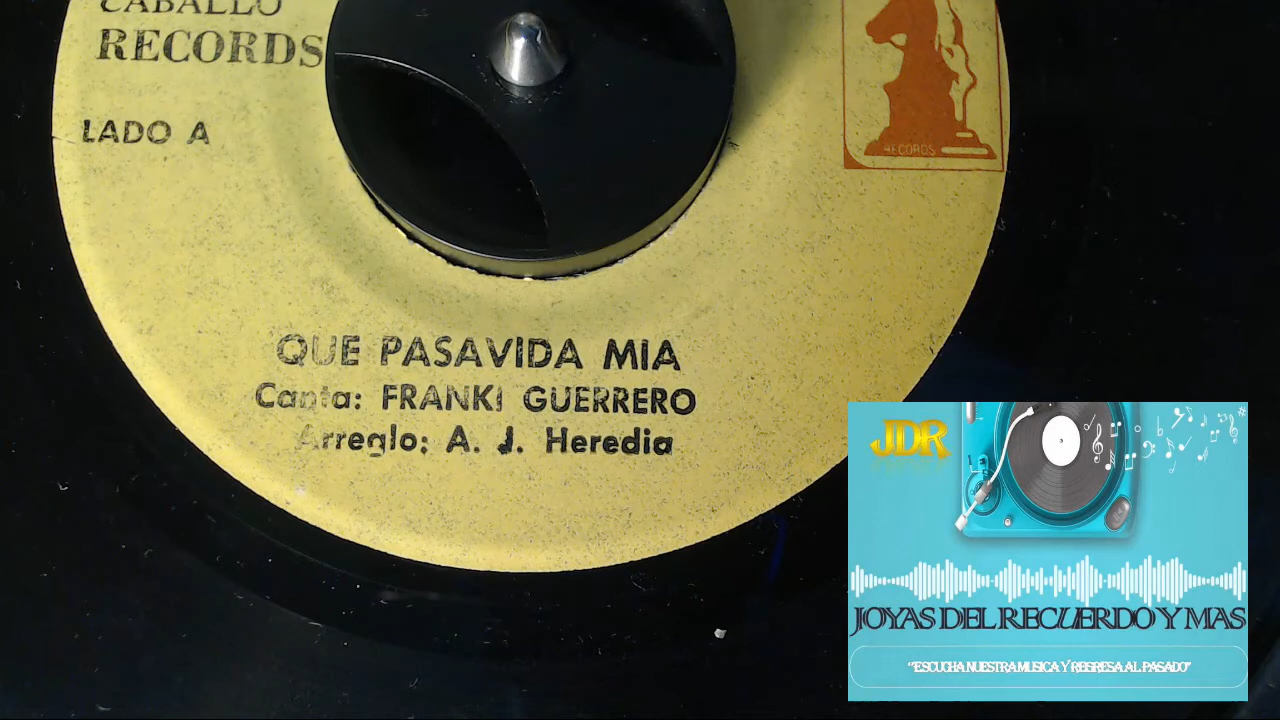 CABALLO
RECORDS
LADO A
RECORDS
QUE PASAVIDA MIA
Canta: FRANKI GUERRERO
Arreglo: A. J. Heredia
JDR
JOYAS DEL RECUERDO Y MAS
"ESCUCHA NUESTRA MUSICA Y REGRESA AL PASADO"